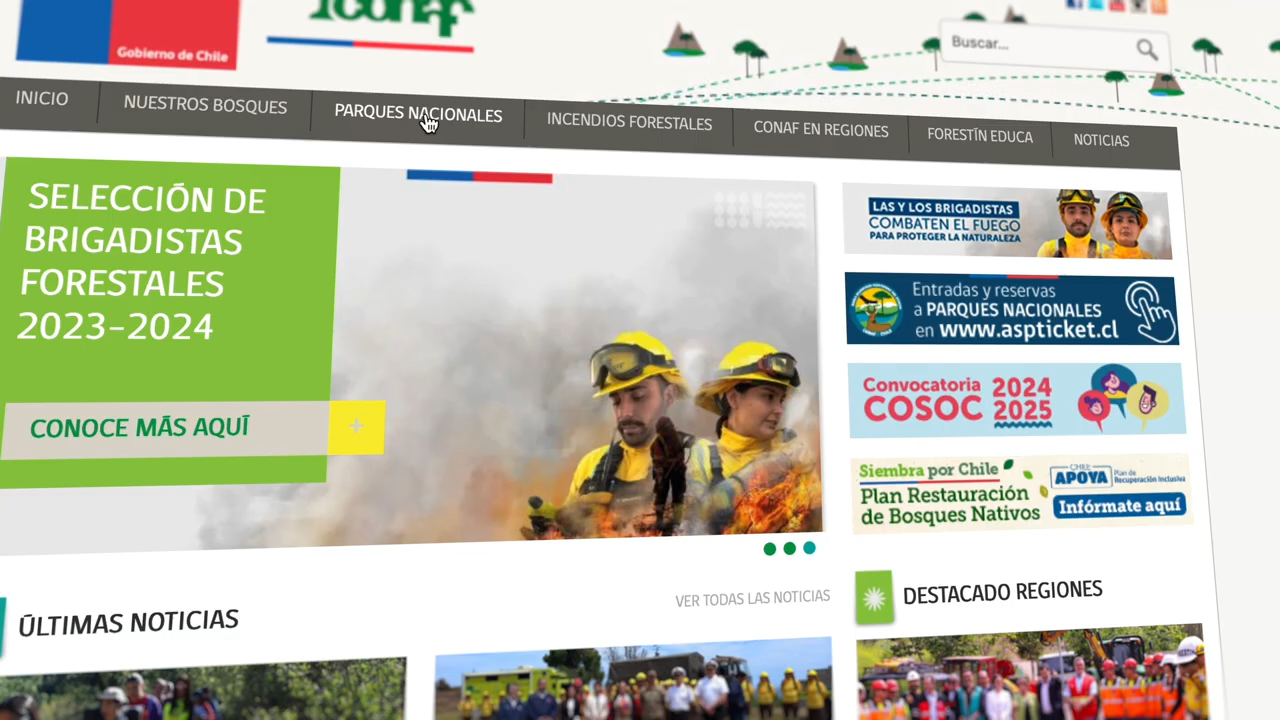 conaf
Gobierno de Chile
Buscar...
INICIO
NUESTROS BOSQUES
PARQUES NACIONALES
INCENDIOS FORESTALES
CONAF EN REGIONES
FORESTÍN EDUCA
NOTICIAS
SELECCIÓN DE
BRIGADISTAS
FORESTALES
2023-2024
CONOCE MÁS AQUÍ
+
LAS Y LOS BRIGADISTAS
COMBATEN EL FUEGO
PARA PROTEGER LA NATURALEZA
Entradas y reservas
a PARQUES NACIONALES
en www.aspticket.cl
Convocatoria
COSOC
2024
2025
Siembra por Chile
Plan Restauración
de Bosques Nativos
CHILE
APOYA
Plan de
Recuperación Inclusiva
Infórmate aquí
ÚLTIMAS NOTICIAS
VER TODAS LAS NOTICIAS
DESTACADO REGIONES